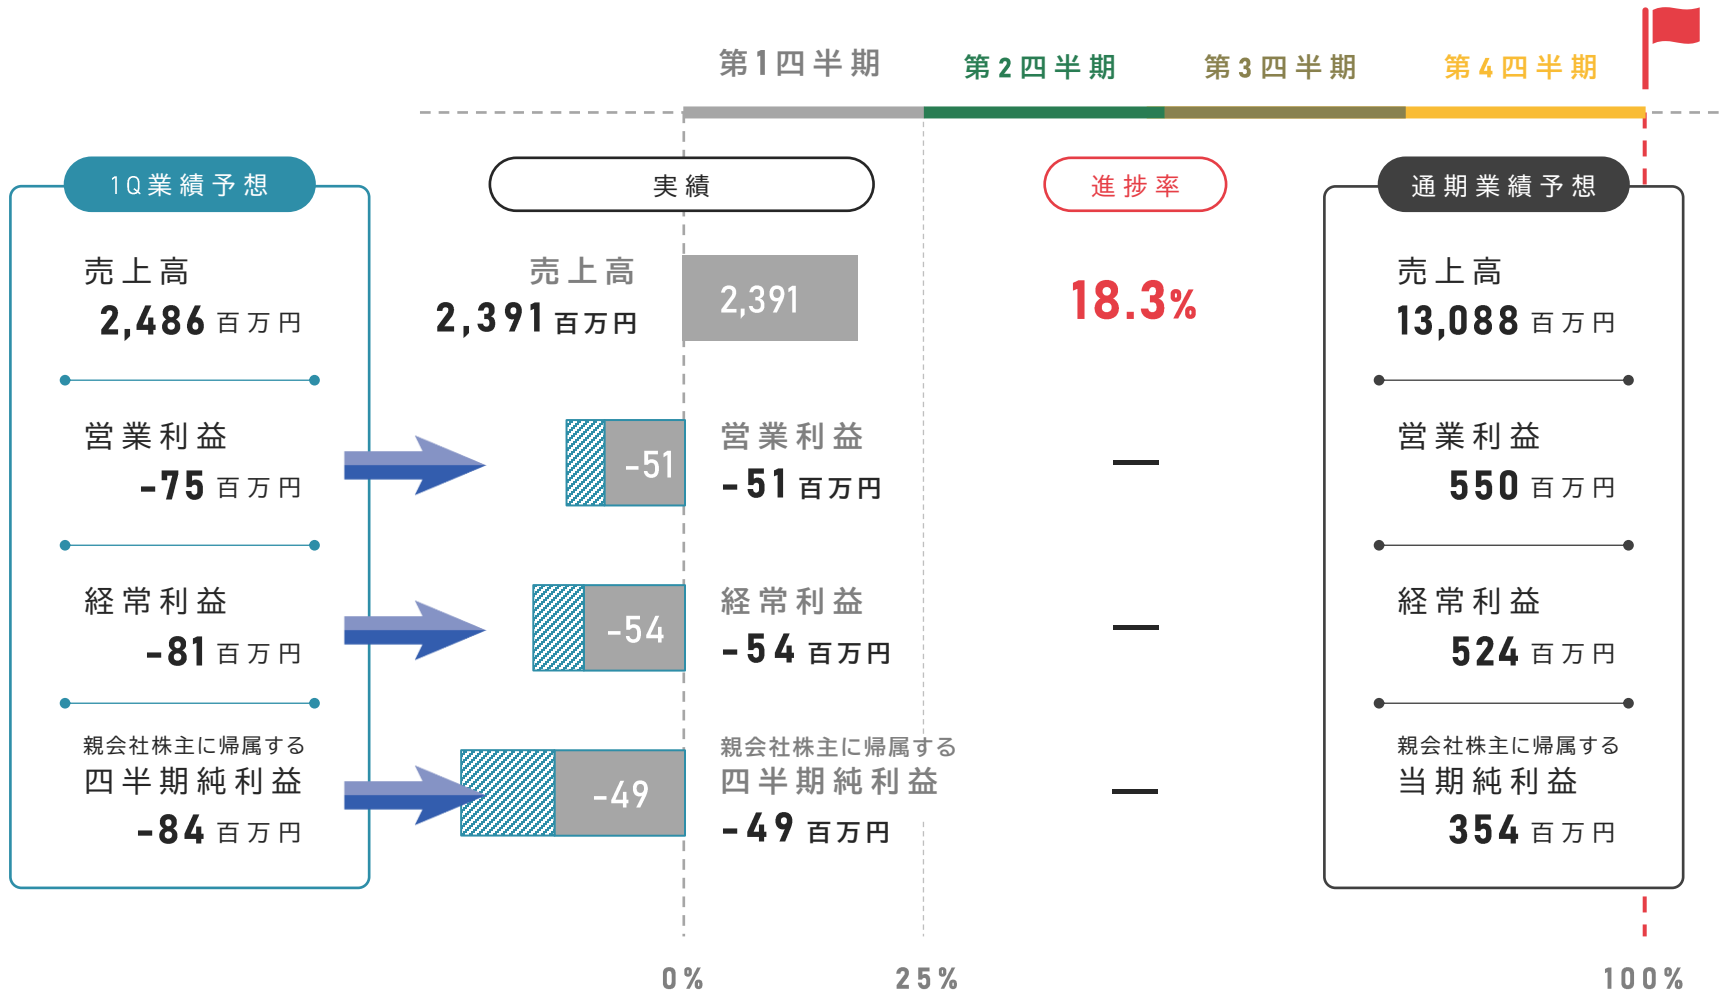 第1四半期
第2四半期
第3四半期
第4四半期
1Q業績予想
売上高
2,486 百万円
営業利益
-75 百万円
経常利益
-81 百万円
親会社株主に帰属する
四半期純利益
-84 百万円
実績
売上高
2,391 百万円
2,391
-51
営業利益
-51 百万円
-54
経常利益
-54 百万円
-49
親会社株主に帰属する
四半期純利益
-49 百万円
進捗率
18.3%
—
—
—
通期業績予想
売上高
13,088 百万円
営業利益
550 百万円
経常利益
524 百万円
親会社株主に帰属する
当期純利益
354 百万円
0%
25%
100%